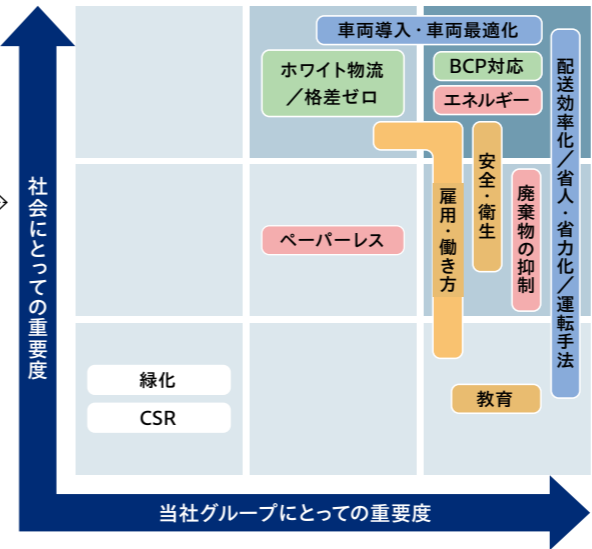 車両導入・車両最適化
ホワイト物流
／格差ゼロ
BCP対応
エネルギー
配送効率化／省人・省力化／運転手法
安全・衛生
雇用・働き方
廃棄物の抑制
ペーパーレス
社会にとっての重要度
緑化
CSR
教育
当社グループにとっての重要度